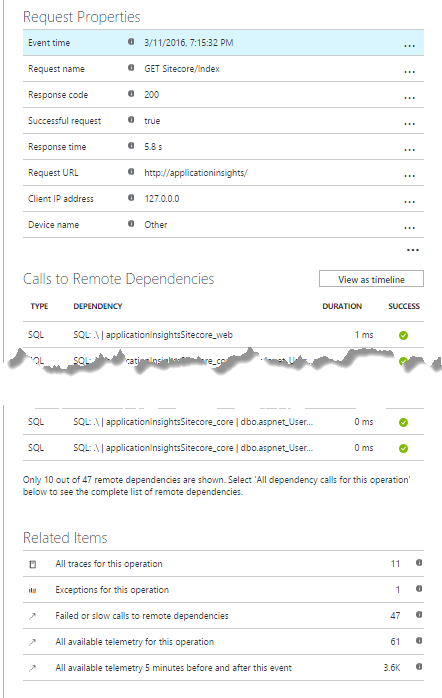 Request Properties
Event time 3/11/2016, 7:15:32 PM ...
Request name GET Sitecore/Index ...
Response code 200 ...
Successful request true ...
Response time 5.8 s ...
Request URL http://applicationinsights/ ...
Client IP address 127.0.0.0 ...
Device name Other ...
...
Calls to Remote Dependencies View as timeline
TYPE DEPENDENCY DURATION SUCCESS
SQL SQL: .\ | applicationInsightsSitecore_web 1 ms
SQL
SQL SQL: .\ | applicationInsightsSitecore_core | dbo.aspnet_User... 0 ms
SQL SQL: .\ | applicationInsightsSitecore_core | dbo.aspnet_User... 0 ms
Only 10 out of 47 remote dependencies are shown. Select 'All dependency calls for this operation'
below to see the complete list of remote dependencies.
Related Items
All traces for this operation 11
Exceptions for this operation 1
Failed or slow calls to remote dependencies 47
All available telemetry for this operation 61
All available telemetry 5 minutes before and after this event 3.6K